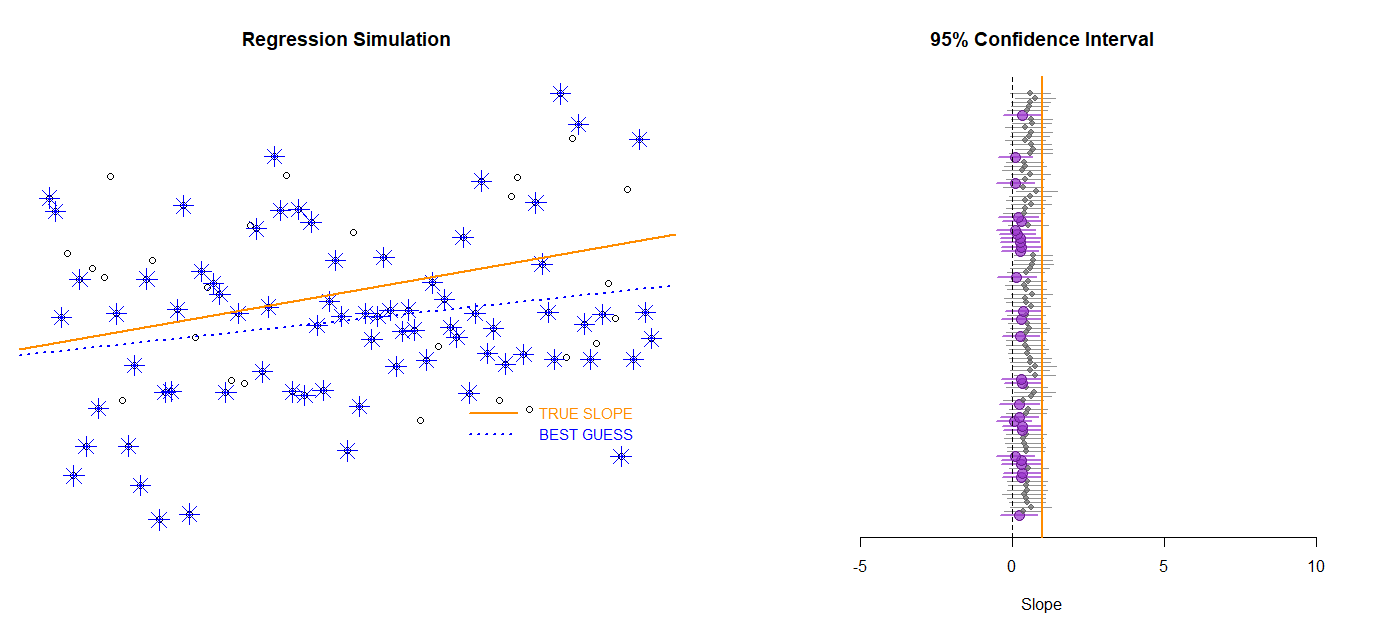 Regression Simulation
TRUE SLOPE
BEST GUESS
95% Confidence Interval
-5 0 5 10
Slope